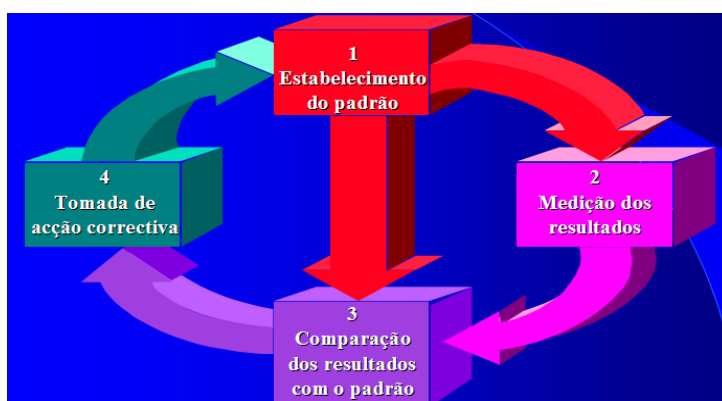 1
Estabelecimento
do padrão
2
Medição dos
resultados
3
Comparação
dos resultados
com o padrão
4
Tomada de
acção correctiva